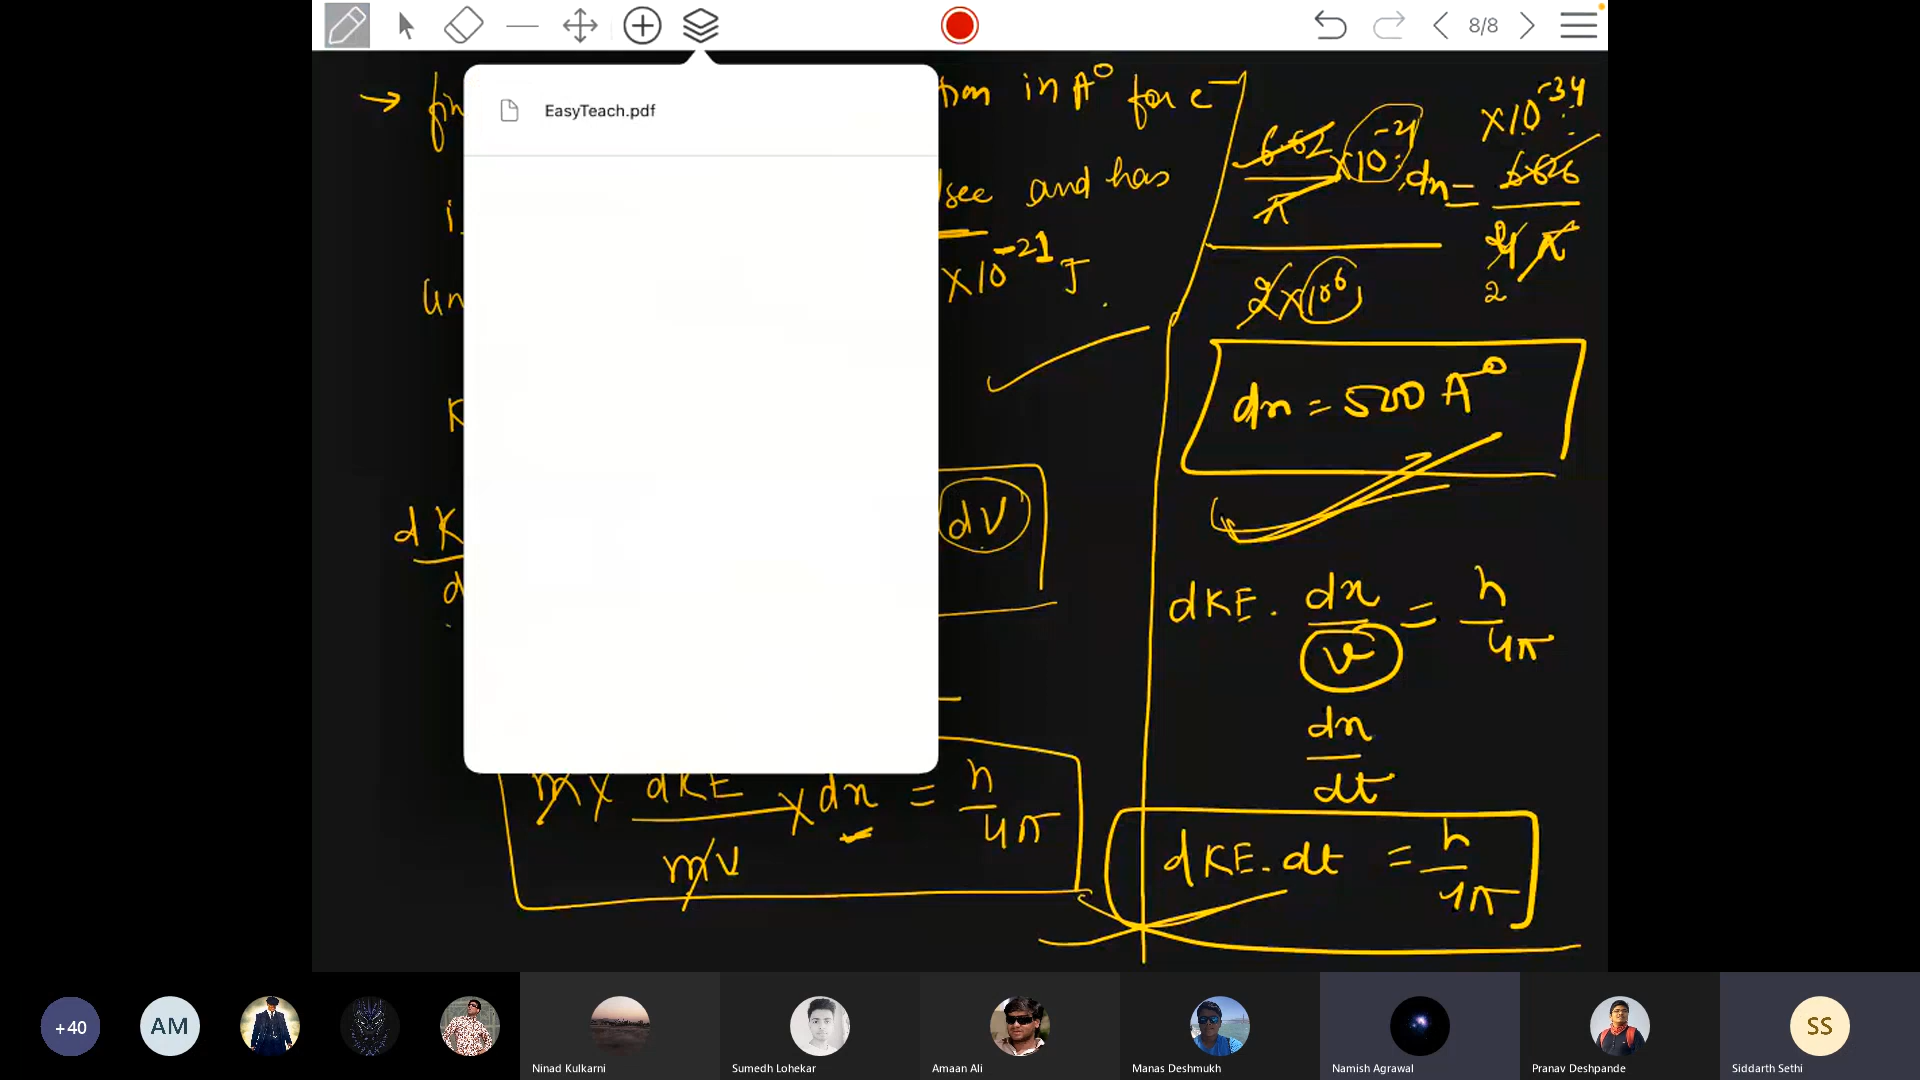 8/8
EasyTeach.pdf
→ in A° for e⁻
see and has
×10⁻²¹ J
dK
dV
m × dKE/mv × dx = h/4π
6.62/π ×10⁻²¹ . dx = 6.626 ×10⁻³⁴/4π
2
2×10⁶
dx = 500 A°
dKE . dx/v = h/4π
dx/dt
dKE . dt = h/4π
+40
AM
Ninad Kulkarni
Sumedh Lohekar
Amaan Ali
Manas Deshmukh
Namish Agrawal
Pranav Deshpande
SS
Siddarth Sethi